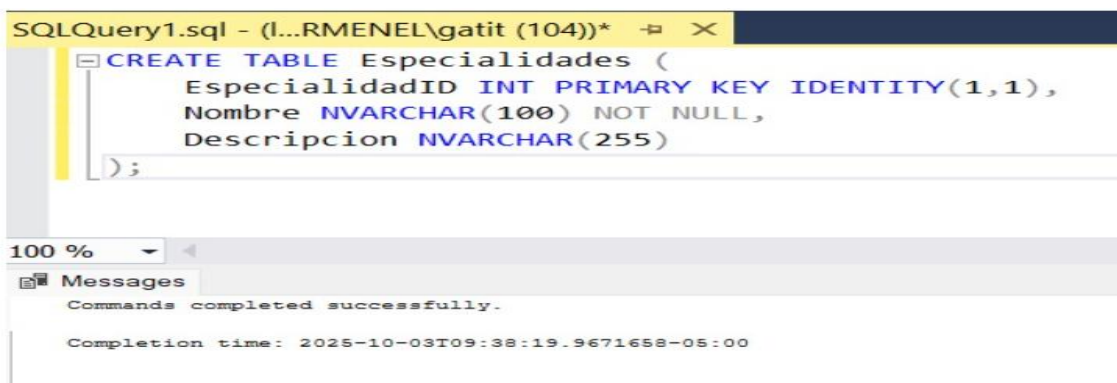 SQLQuery1.sql - (l...RMENEL\gatit (104))*
CREATE TABLE Especialidades (
EspecialidadID INT PRIMARY KEY IDENTITY(1,1),
Nombre NVARCHAR(100) NOT NULL,
Descripcion NVARCHAR(255)
);
100 %
Messages
Commands completed successfully.
Completion time: 2025-10-03T09:38:19.9671658-05:00